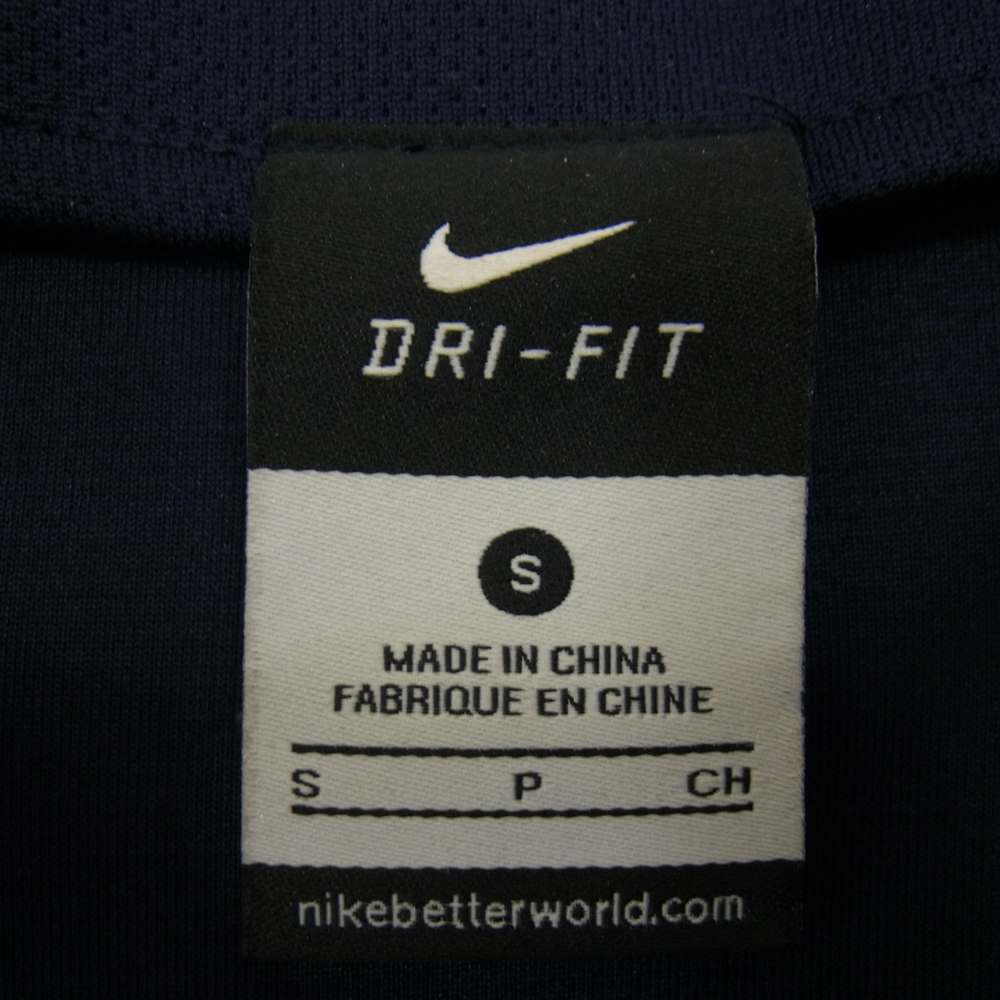 DRI-FIT
S
MADE IN CHINA
FABRIQUE EN CHINE
S P CH
nikebetterworld.com